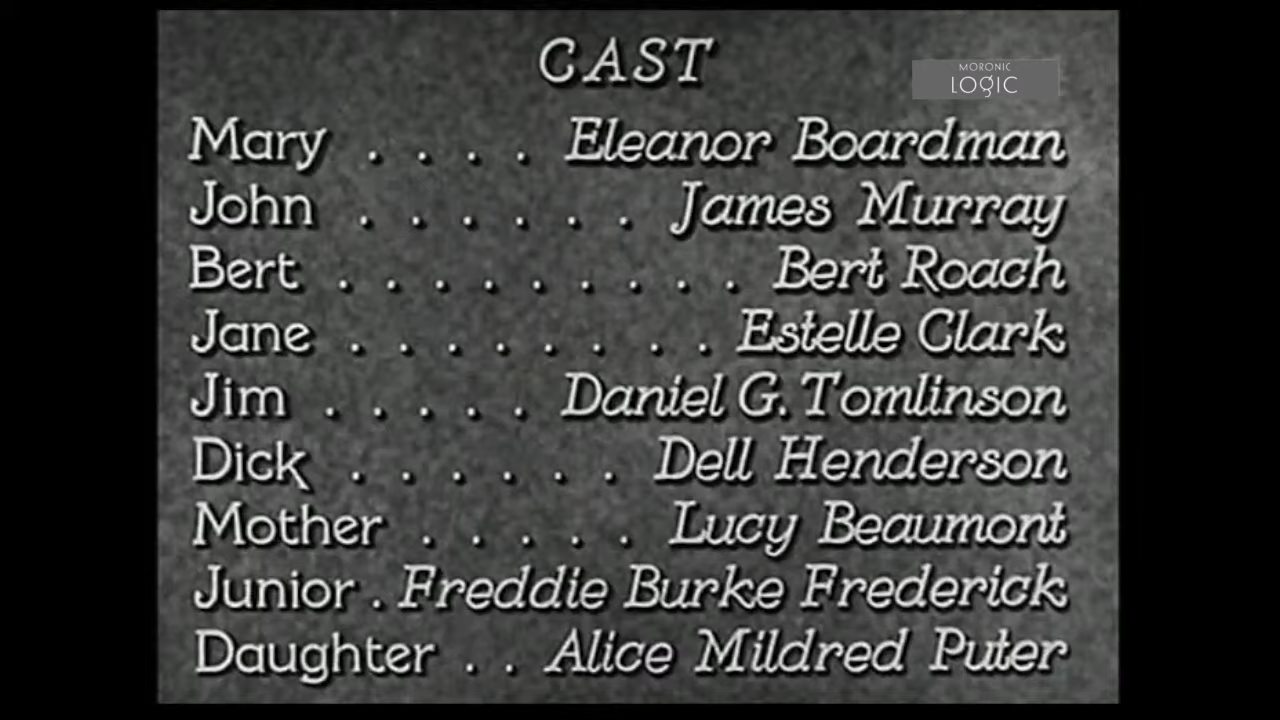 CAST
MORONIC
LOGIC
Mary . . . . Eleanor Boardman
John . . . . . . James Murray
Bert . . . . . . . . . Bert Roach
Jane . . . . . . . . Estelle Clark
Jim . . . . . Daniel G. Tomlinson
Dick . . . . . . Dell Henderson
Mother . . . . . Lucy Beaumont
Junior . Freddie Burke Frederick
Daughter . . Alice Mildred Puter